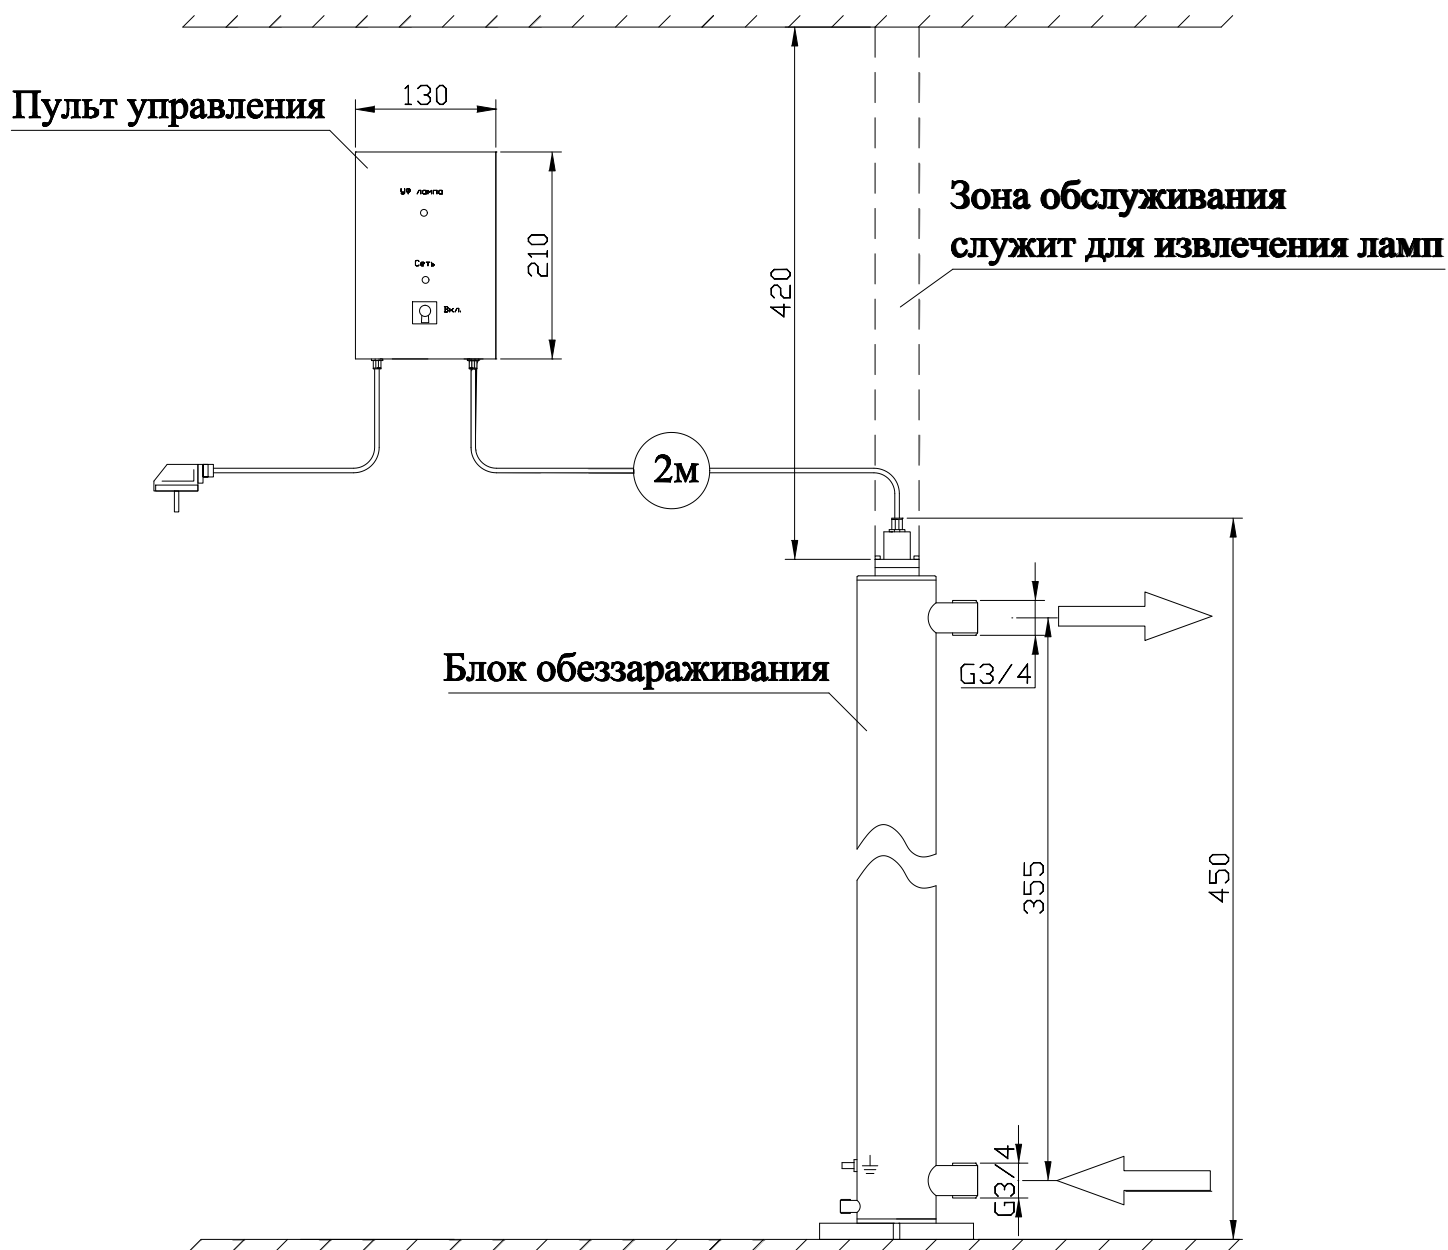 Пульт управления
130
УФ лампа
210
Сеть
Вкл.
420
Зона обслуживания
служит для извлечения ламп
2м
G3/4
Блок обеззараживания
355
450
G3/4